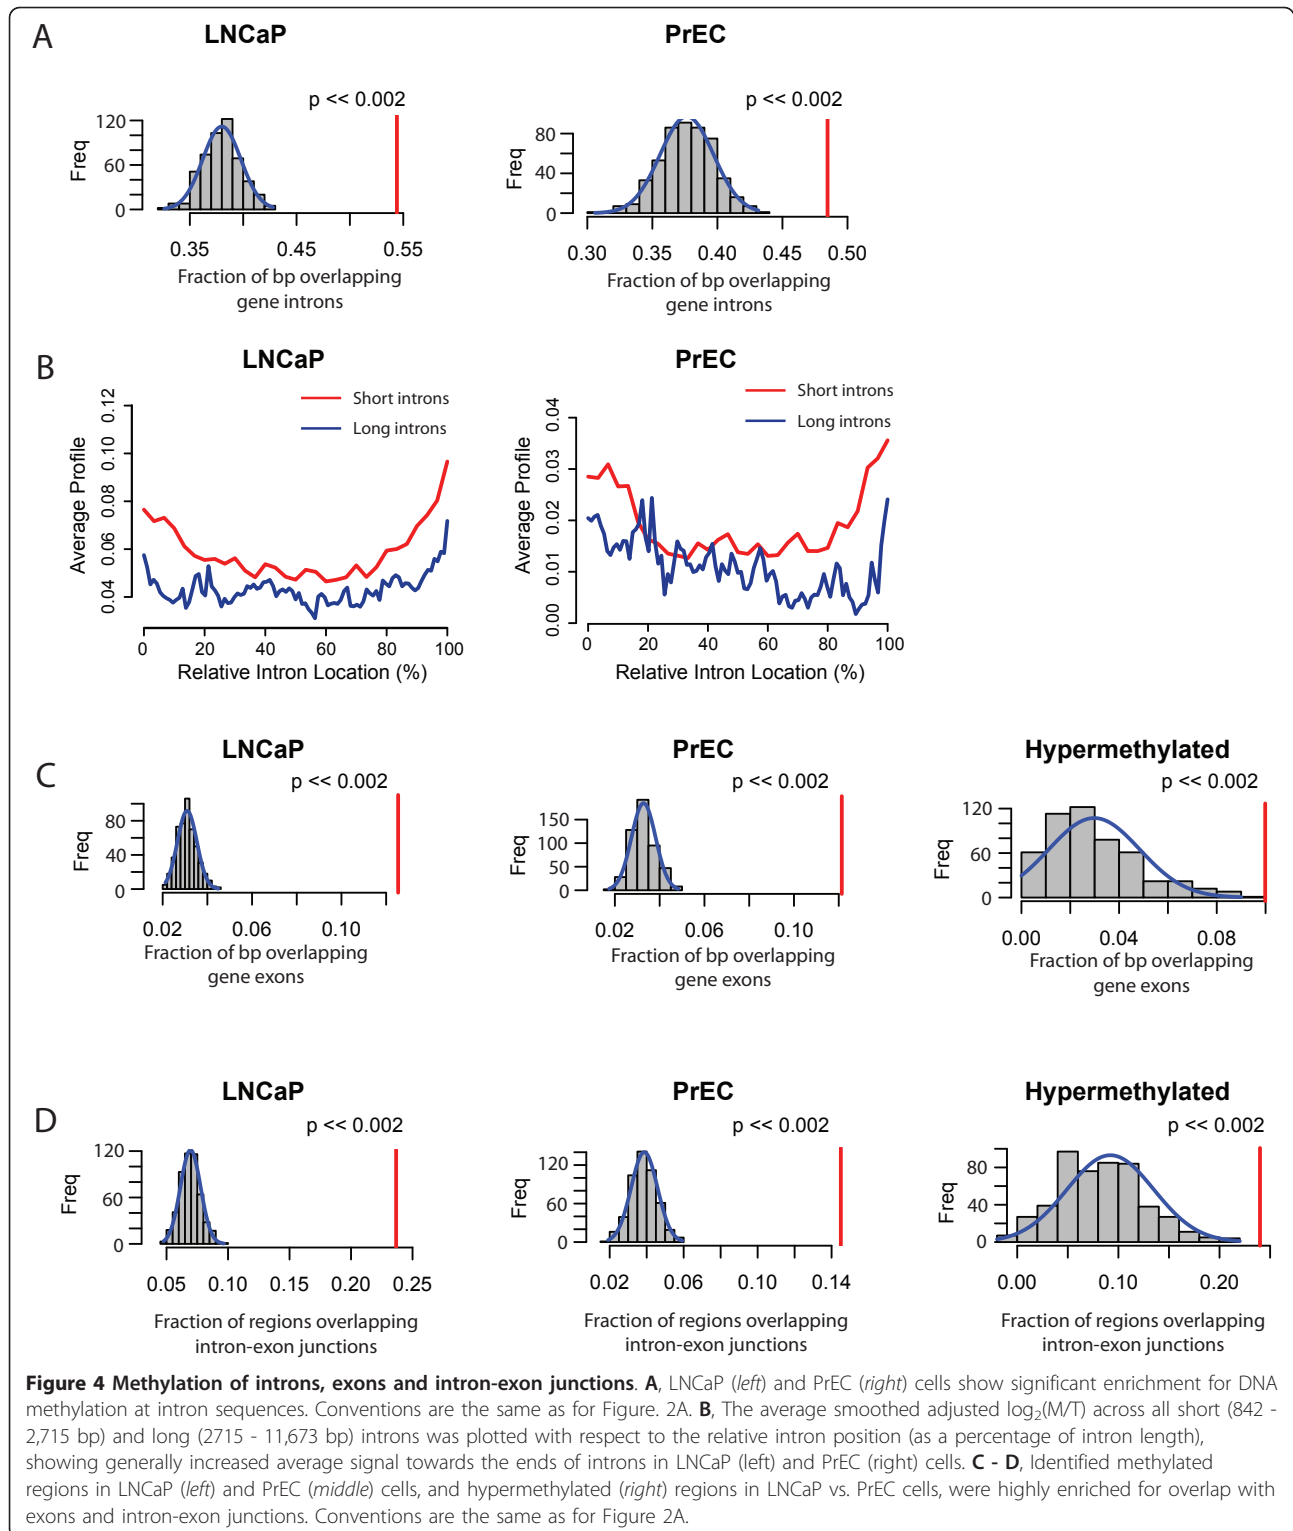 A
LNCaP
PrEC
p << 0.002
p << 0.002
Freq
120
60
0
0.35
0.45
0.55
Fraction of bp overlapping
gene introns
Freq
80
40
0
0.30
0.35
0.40
0.45
0.50
Fraction of bp overlapping
gene introns
B
LNCaP
PrEC
Short introns
Long introns
Average Profile
0.12
0.10
0.08
0.06
0.04
0
20
40
60
80
100
Relative Intron Location (%)
Short introns
Long introns
Average Profile
0.04
0.03
0.02
0.01
0.00
0
20
40
60
80
100
Relative Intron Location (%)
C
LNCaP
PrEC
Hypermethylated
p << 0.002
p << 0.002
p << 0.002
Freq
80
40
0
0.02
0.06
0.10
Fraction of bp overlapping
gene exons
Freq
150
100
50
0
0.02
0.06
0.10
Fraction of bp overlapping
gene exons
Freq
120
60
0
0.00
0.04
0.08
Fraction of bp overlapping
gene exons
D
LNCaP
PrEC
Hypermethylated
p << 0.002
p << 0.002
p << 0.002
Freq
120
60
0
0.05
0.10
0.15
0.20
0.25
Fraction of regions overlapping
intron-exon junctions
Freq
120
60
0
0.02
0.06
0.10
0.14
Fraction of regions overlapping
intron-exon junctions
Freq
80
40
0
0.00
0.10
0.20
Fraction of regions overlapping
intron-exon junctions
Figure 4 Methylation of introns, exons and intron-exon junctions. A, LNCaP (left) and PrEC (right) cells show significant enrichment for DNA
methylation at intron sequences. Conventions are the same as for Figure. 2A. B, The average smoothed adjusted log₂(M/T) across all short (842 -
2,715 bp) and long (2715 - 11,673 bp) introns was plotted with respect to the relative intron position (as a percentage of intron length),
showing generally increased average signal towards the ends of introns in LNCaP (left) and PrEC (right) cells. C - D, Identified methylated
regions in LNCaP (left) and PrEC (middle) cells, and hypermethylated (right) regions in LNCaP vs. PrEC cells, were highly enriched for overlap with
exons and intron-exon junctions. Conventions are the same as for Figure 2A.